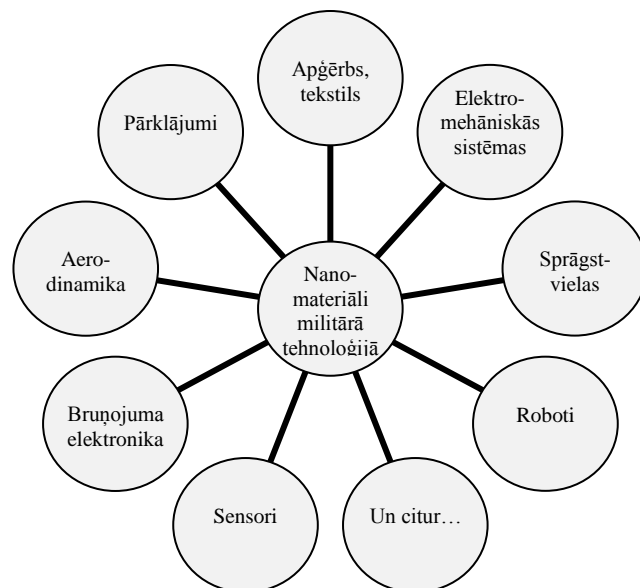 Apģērbs,
tekstils
Elektro-
mehāniskās
sistēmas
Sprāgst-
vielas
Roboti
Un citur…
Sensori
Bruņojuma
elektronika
Aero-
dinamika
Pārklājumi
Nano-
materiāli
militārā
tehnoloģijā